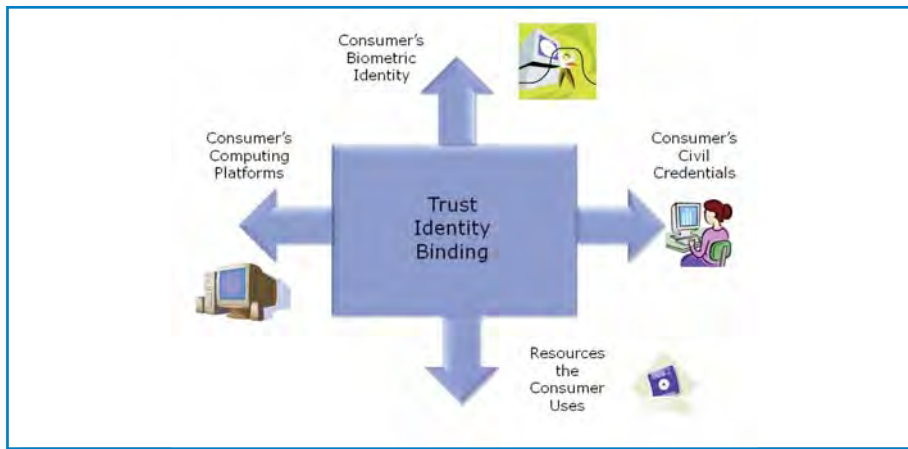 Consumer's
Biometric
Identity
Consumer's
Computing
Platforms
Consumer's
Civil
Credentials
Trust
Identity
Binding
Resources
the
Consumer
Uses